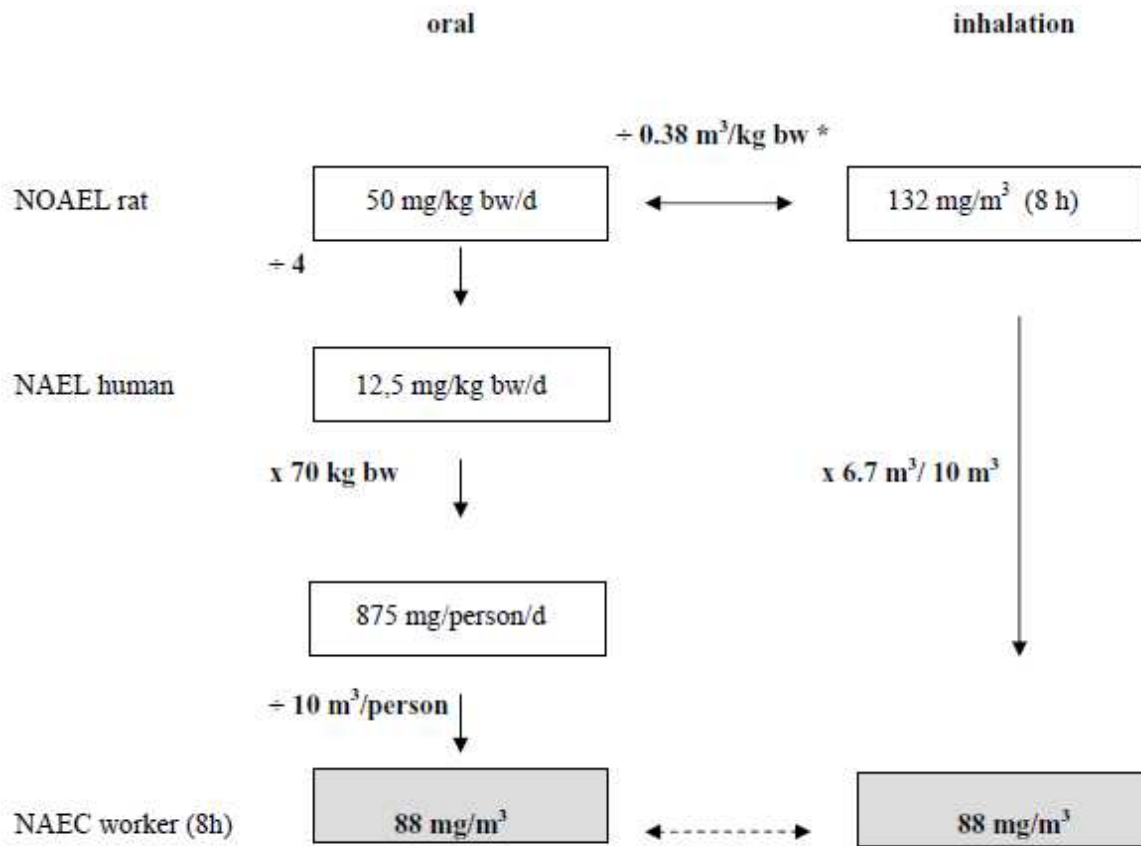 oral inhalation
÷ 0.38 m³/kg bw *
NOAEL rat 50 mg/kg bw/d 132 mg/m³ (8 h)
÷ 4
NAEL human 12,5 mg/kg bw/d
x 70 kg bw x 6.7 m³/ 10 m³
875 mg/person/d
÷ 10 m³/person
NAEC worker (8h) 88 mg/m³ 88 mg/m³